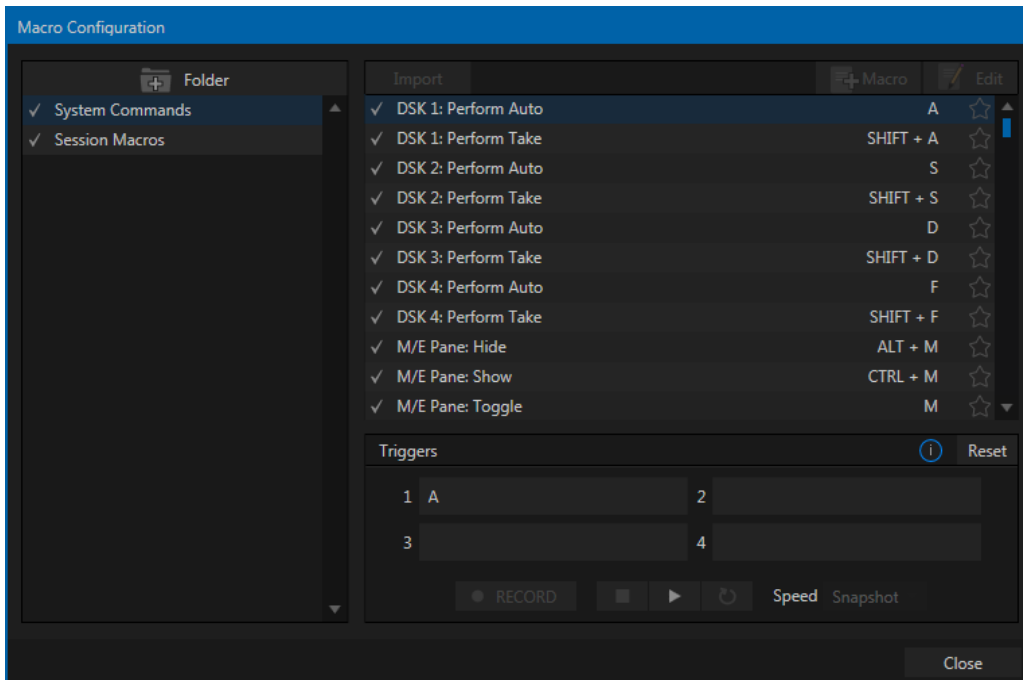 Macro Configuration
Folder
System Commands
Session Macros
Import
Macro
Edit
DSK 1: Perform Auto A
DSK 1: Perform Take SHIFT + A
DSK 2: Perform Auto S
DSK 2: Perform Take SHIFT + S
DSK 3: Perform Auto D
DSK 3: Perform Take SHIFT + D
DSK 4: Perform Auto F
DSK 4: Perform Take SHIFT + F
M/E Pane: Hide ALT + M
M/E Pane: Show CTRL + M
M/E Pane: Toggle M
Triggers i Reset
1 A 2
3 4
RECORD Speed Snapshot
Close